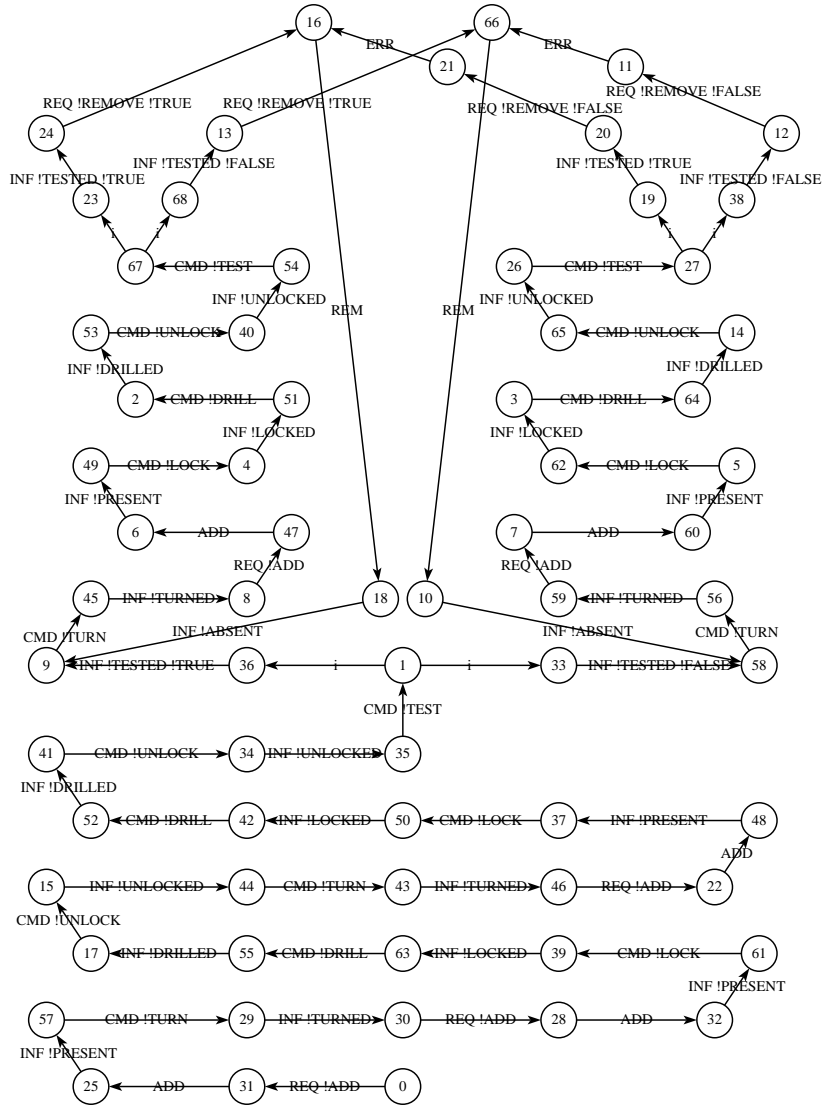 16 66
ERR ERR
21 11
REQ !REMOVE !TRUE REQ !REMOVE !TRUE REQ !REMOVE !FALSE REQ !REMOVE !FALSE
24 13 20 12
INF !TESTED !TRUE INF !TESTED !FALSE INF !TESTED !TRUE INF !TESTED !FALSE
23 68 19 38
i i i i
67 CMD !TEST 54 26 CMD !TEST 27
INF !UNLOCKED REM REM INF !UNLOCKED
53 CMD !UNLOCK 40 65 CMD !UNLOCK 14
INF !DRILLED INF !DRILLED
2 CMD !DRILL 51 3 CMD !DRILL 64
INF !LOCKED INF !LOCKED
49 CMD !LOCK 4 62 CMD !LOCK 5
INF !PRESENT INF !PRESENT
6 ADD 47 7 ADD 60
REQ !ADD REQ !ADD
45 INF !TURNED 8 18 10 59 INF !TURNED 56
CMD !TURN INF !ABSENT INF !ABSENT CMD !TURN
9 INF !TESTED !TRUE 36 i 1 i 33 INF !TESTED !FALSE 58
CMD !TEST
41 CMD !UNLOCK 34 INF !UNLOCKED 35
INF !DRILLED
52 CMD !DRILL 42 INF !LOCKED 50 CMD !LOCK 37 INF !PRESENT 48
ADD
15 INF !UNLOCKED 44 CMD !TURN 43 INF !TURNED 46 REQ !ADD 22
CMD !UNLOCK
17 INF !DRILLED 55 CMD !DRILL 63 INF !LOCKED 39 CMD !LOCK 61
INF !PRESENT
57 CMD !TURN 29 INF !TURNED 30 REQ !ADD 28 ADD 32
INF !PRESENT
25 ADD 31 REQ !ADD 0